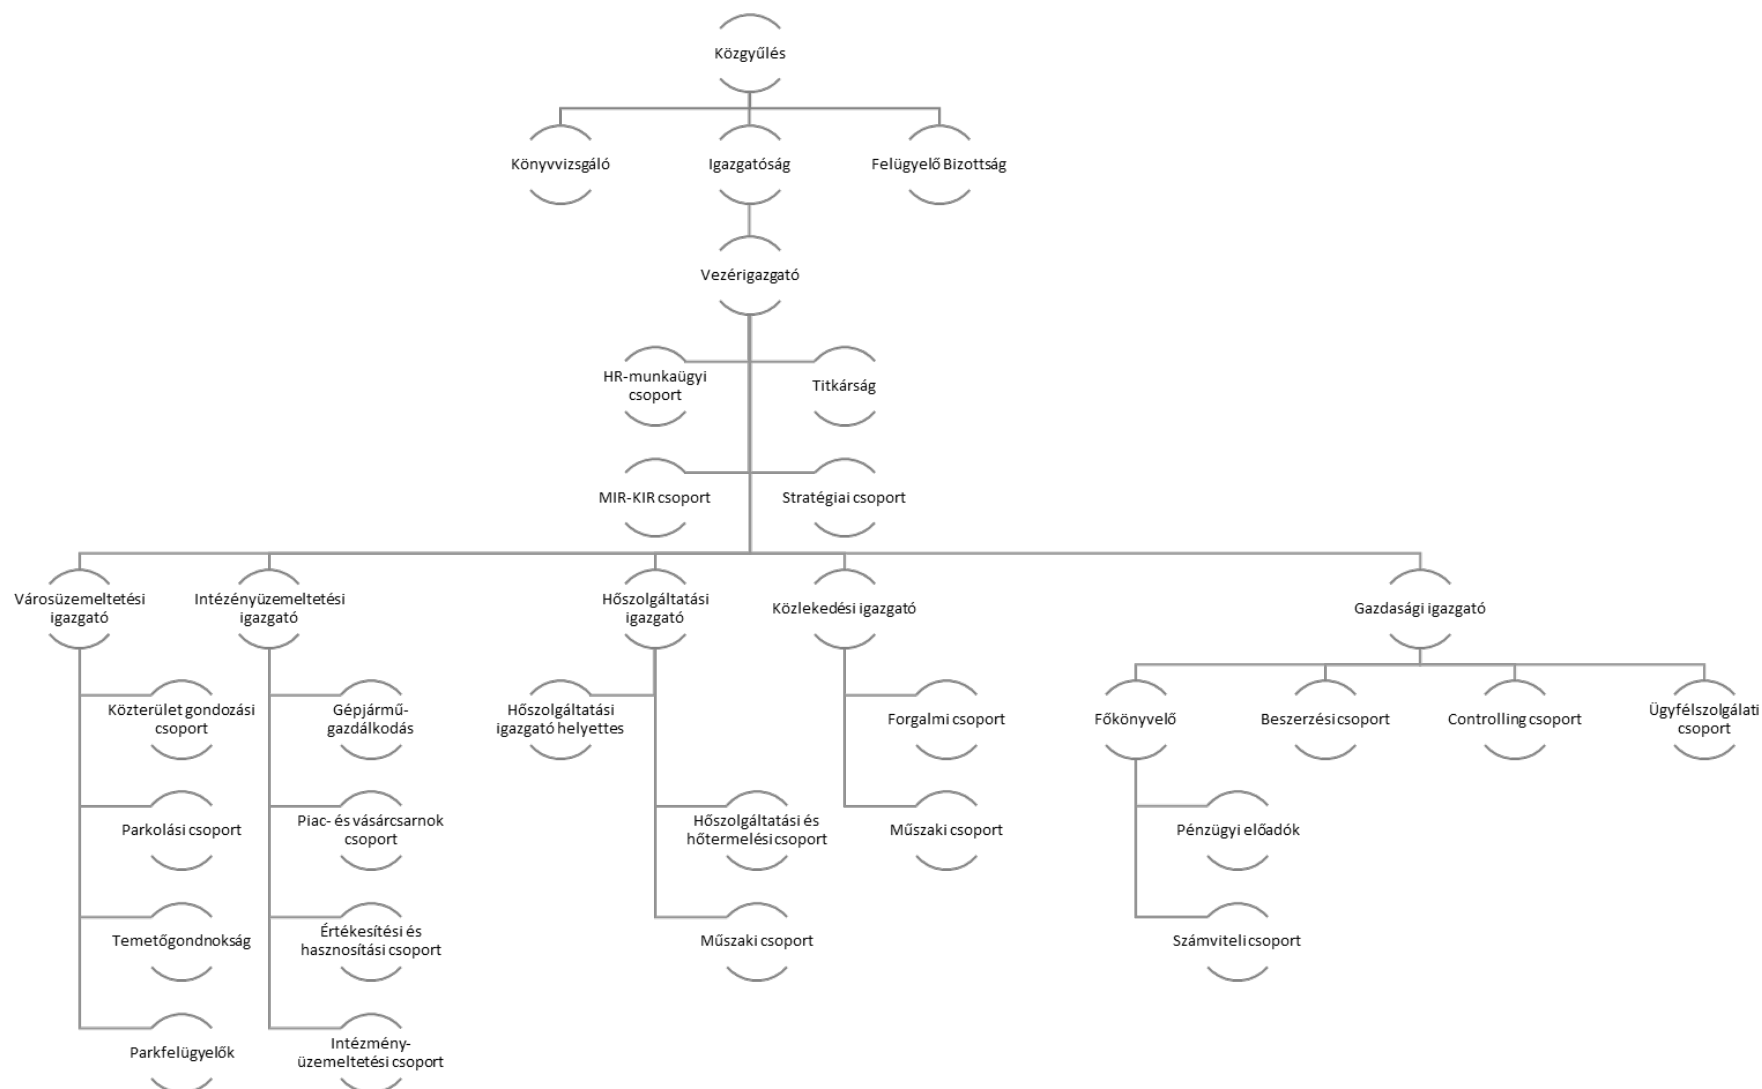 Közgyűlés
Könyvvizsgáló
Igazgatóság
Felügyelő Bizottság
Vezérigazgató
HR-munkaügyi
csoport
Titkárság
MIR-KIR csoport
Stratégiai csoport
Városüzemeltetési
igazgató
Intézényüzemeltetési
igazgató
Hőszolgáltatási
igazgató
Közlekedési igazgató
Gazdasági igazgató
Közterület gondozási
csoport
Gépjármű-
gazdálkodás
Hőszolgáltatási
igazgató helyettes
Forgalmi csoport
Főkönyvelő
Beszerzési csoport
Controlling csoport
Ügyfélszolgálati
csoport
Parkolási csoport
Piac- és vásárcsarnok
csoport
Hőszolgáltatási és
hőtermelési csoport
Műszaki csoport
Pénzügyi előadók
Temetőgondnokság
Értékesítési és
hasznosítási csoport
Műszaki csoport
Számviteli csoport
Parkfelügyelők
Intézmény-
üzemeltetési csoport